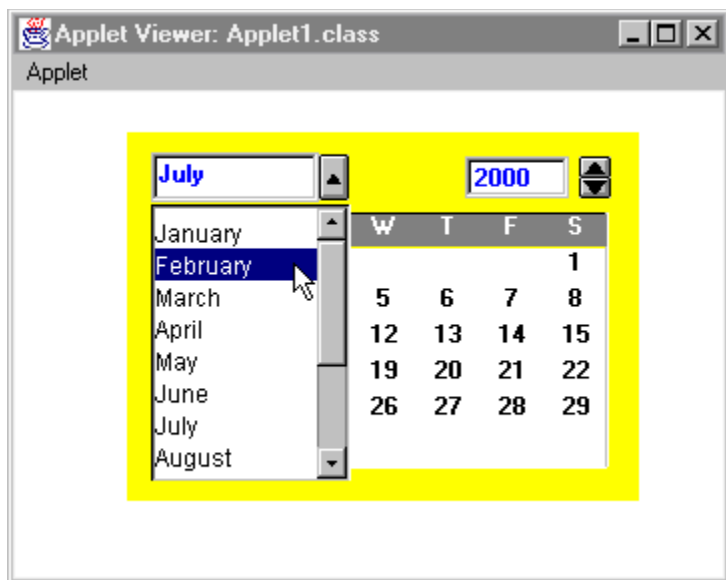 Applet Viewer: Applet1.class
Applet
July 2000
January
February
March
April
May
June
July
August
W T F S
1
5 6 7 8
12 13 14 15
19 20 21 22
26 27 28 29